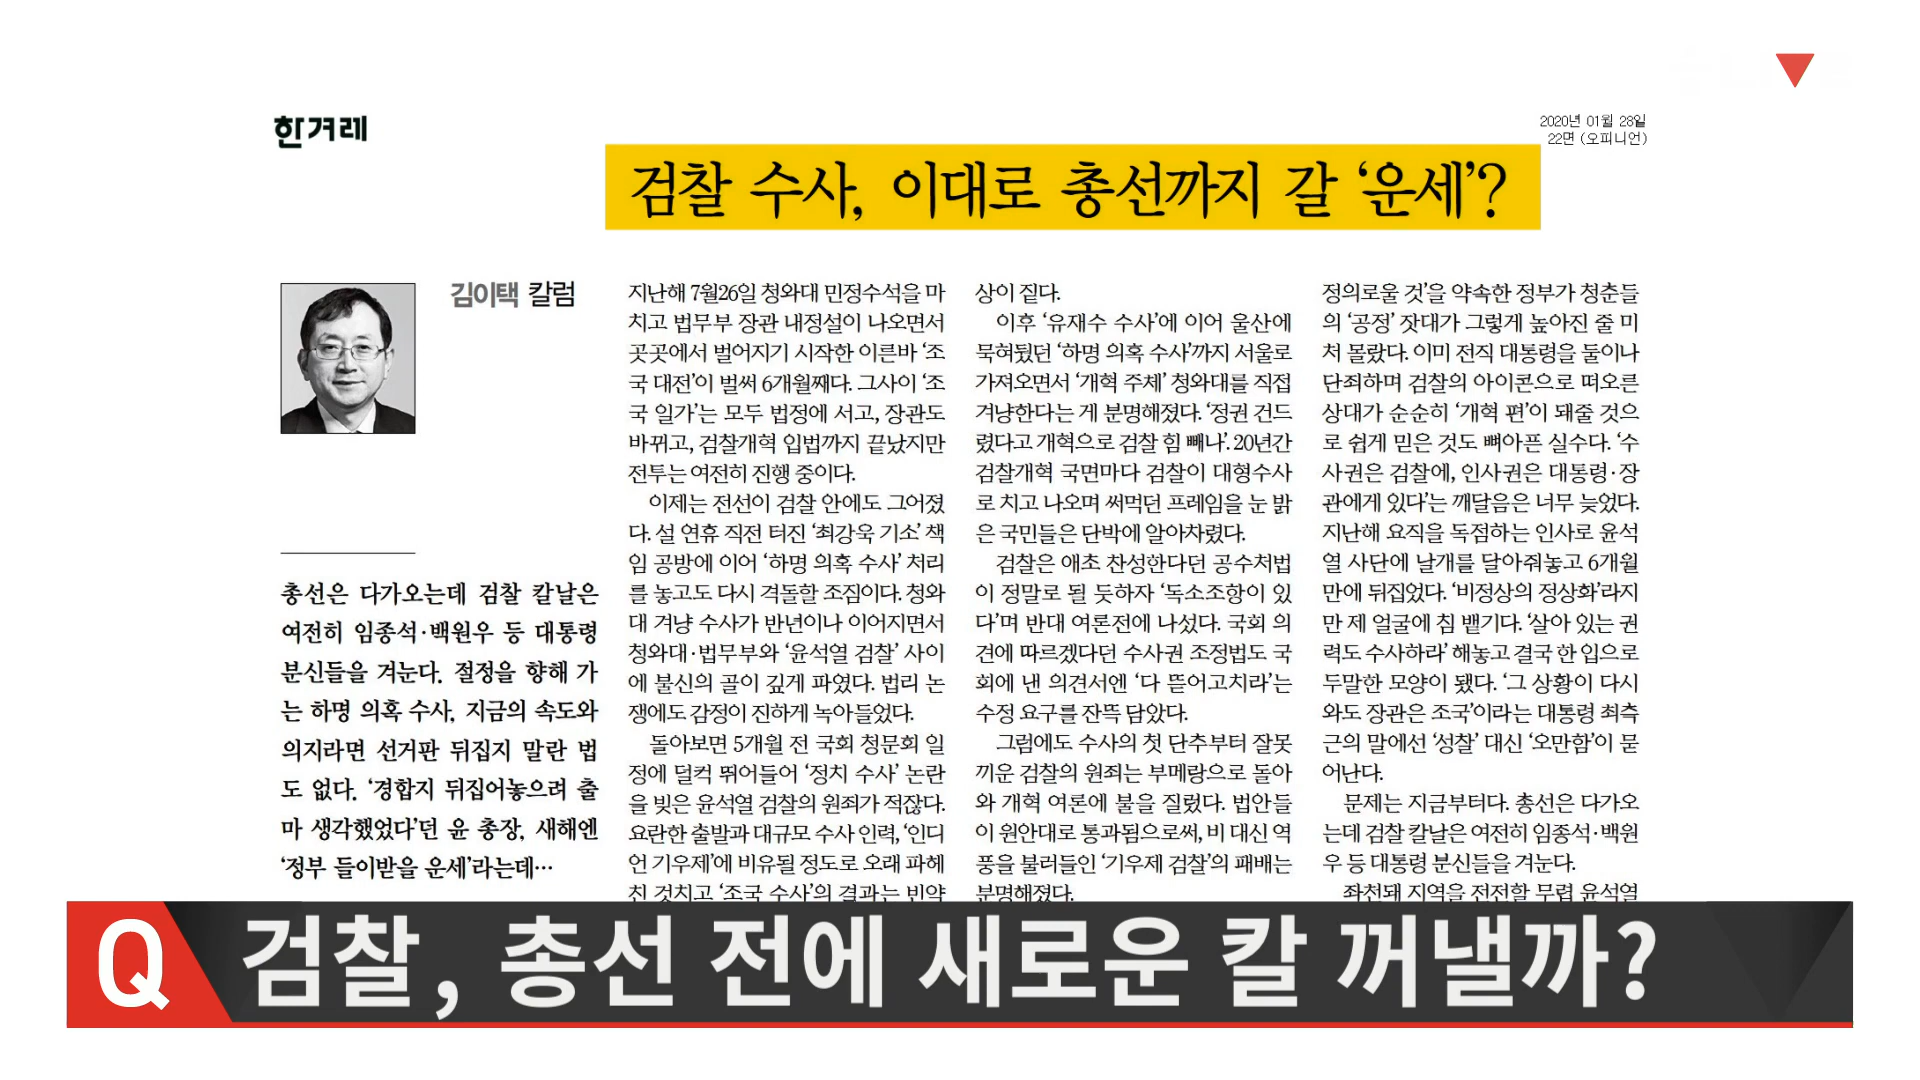 한겨레
2020년 01월 28일
22면 (오피니언)
검찰 수사, 이대로 총선까지 갈 ‘운세’?
김이택 칼럼
총선은 다가오는데 검찰 칼날은
여전히 임종석·백원우 등 대통령
분신들을 겨눈다. 절정을 향해 가
는 하명 의혹 수사, 지금의 속도와
의지라면 선거판 뒤집지 말란 법
도 없다. ‘경합지 뒤집어놓으려 출
마 생각했었다’던 윤 총장, 새해엔
‘정부 들이받을 운세’라는데…
지난해 7월26일 청와대 민정수석을 마
치고 법무부 장관 내정설이 나오면서
곳곳에서 벌어지기 시작한 이른바 ‘조
국 대전’이 벌써 6개월째다. 그사이 ‘조
국 일가’는 모두 법정에 서고, 장관도
바뀌고, 검찰개혁 입법까지 끝났지만
전투는 여전히 진행 중이다.
이제는 전선이 검찰 안에도 그어졌
다. 설 연휴 직전 터진 ‘최강욱 기소’ 책
임 공방에 이어 ‘하명 의혹 수사’ 처리
를 놓고도 다시 격돌할 조짐이다. 청와
대 겨냥 수사가 반년이나 이어지면서
청와대·법무부와 ‘윤석열 검찰’ 사이
에 불신의 골이 깊게 파였다. 법리 논
쟁에도 감정이 진하게 녹아들었다.
돌아보면 5개월 전 국회 청문회 일
정에 덜컥 뛰어들어 ‘정치 수사’ 논란
을 빚은 윤석열 검찰의 원죄가 적잖다.
요란한 출발과 대규모 수사 인력, ‘인디
언 기우제’에 비유될 정도로 오래 파헤
친 것치고 ‘조국 수사’의 결과는 빈약
상이 짙다.
이후 ‘유재수 수사’에 이어 울산에
묵혀뒀던 ‘하명 의혹 수사’까지 서울로
가져오면서 ‘개혁 주체’ 청와대를 직접
겨냥한다는 게 분명해졌다. ‘정권 건드
렸다고 개혁으로 검찰 힘 빼나’. 20년간
검찰개혁 국면마다 검찰이 대형수사
로 치고 나오며 써먹던 프레임을 눈 밝
은 국민들은 단박에 알아차렸다.
검찰은 애초 찬성한다던 공수처법
이 정말로 될 듯하자 ‘독소조항이 있
다’며 반대 여론전에 나섰다. 국회 의
견에 따르겠다던 수사권 조정법도 국
회에 낸 의견서엔 ‘다 뜯어고치라’는
수정 요구를 잔뜩 담았다.
그럼에도 수사의 첫 단추부터 잘못
끼운 검찰의 원죄는 부메랑으로 돌아
와 개혁 여론에 불을 질렀다. 법안들
이 원안대로 통과됨으로써, 비 대신 역
풍을 불러들인 ‘기우제 검찰’의 패배는
분명해졌다.
정의로울 것’을 약속한 정부가 청춘들
의 ‘공정’ 잣대가 그렇게 높아진 줄 미
처 몰랐다. 이미 전직 대통령을 둘이나
단죄하며 검찰의 아이콘으로 떠오른
상대가 순순히 ‘개혁 편’이 돼줄 것으
로 쉽게 믿은 것도 뼈아픈 실수다. ‘수
사권은 검찰에, 인사권은 대통령·장
관에게 있다’는 깨달음은 너무 늦었다.
지난해 요직을 독점하는 인사로 윤석
열 사단에 날개를 달아줘놓고 6개월
만에 뒤집었다. ‘비정상의 정상화’라지
만 제 얼굴에 침 뱉기다. ‘살아 있는 권
력도 수사하라’ 해놓고 결국 한 입으로
두말한 모양이 됐다. ‘그 상황이 다시
와도 장관은 조국’이라는 대통령 최측
근의 말에선 ‘성찰’ 대신 ‘오만함’이 묻
어난다.
문제는 지금부터다. 총선은 다가오
는데 검찰 칼날은 여전히 임종석·백원
우 등 대통령 분신들을 겨눈다.
좌천돼 지역을 전전할 무렵 윤석열
Q 검찰, 총선 전에 새로운 칼 꺼낼까?